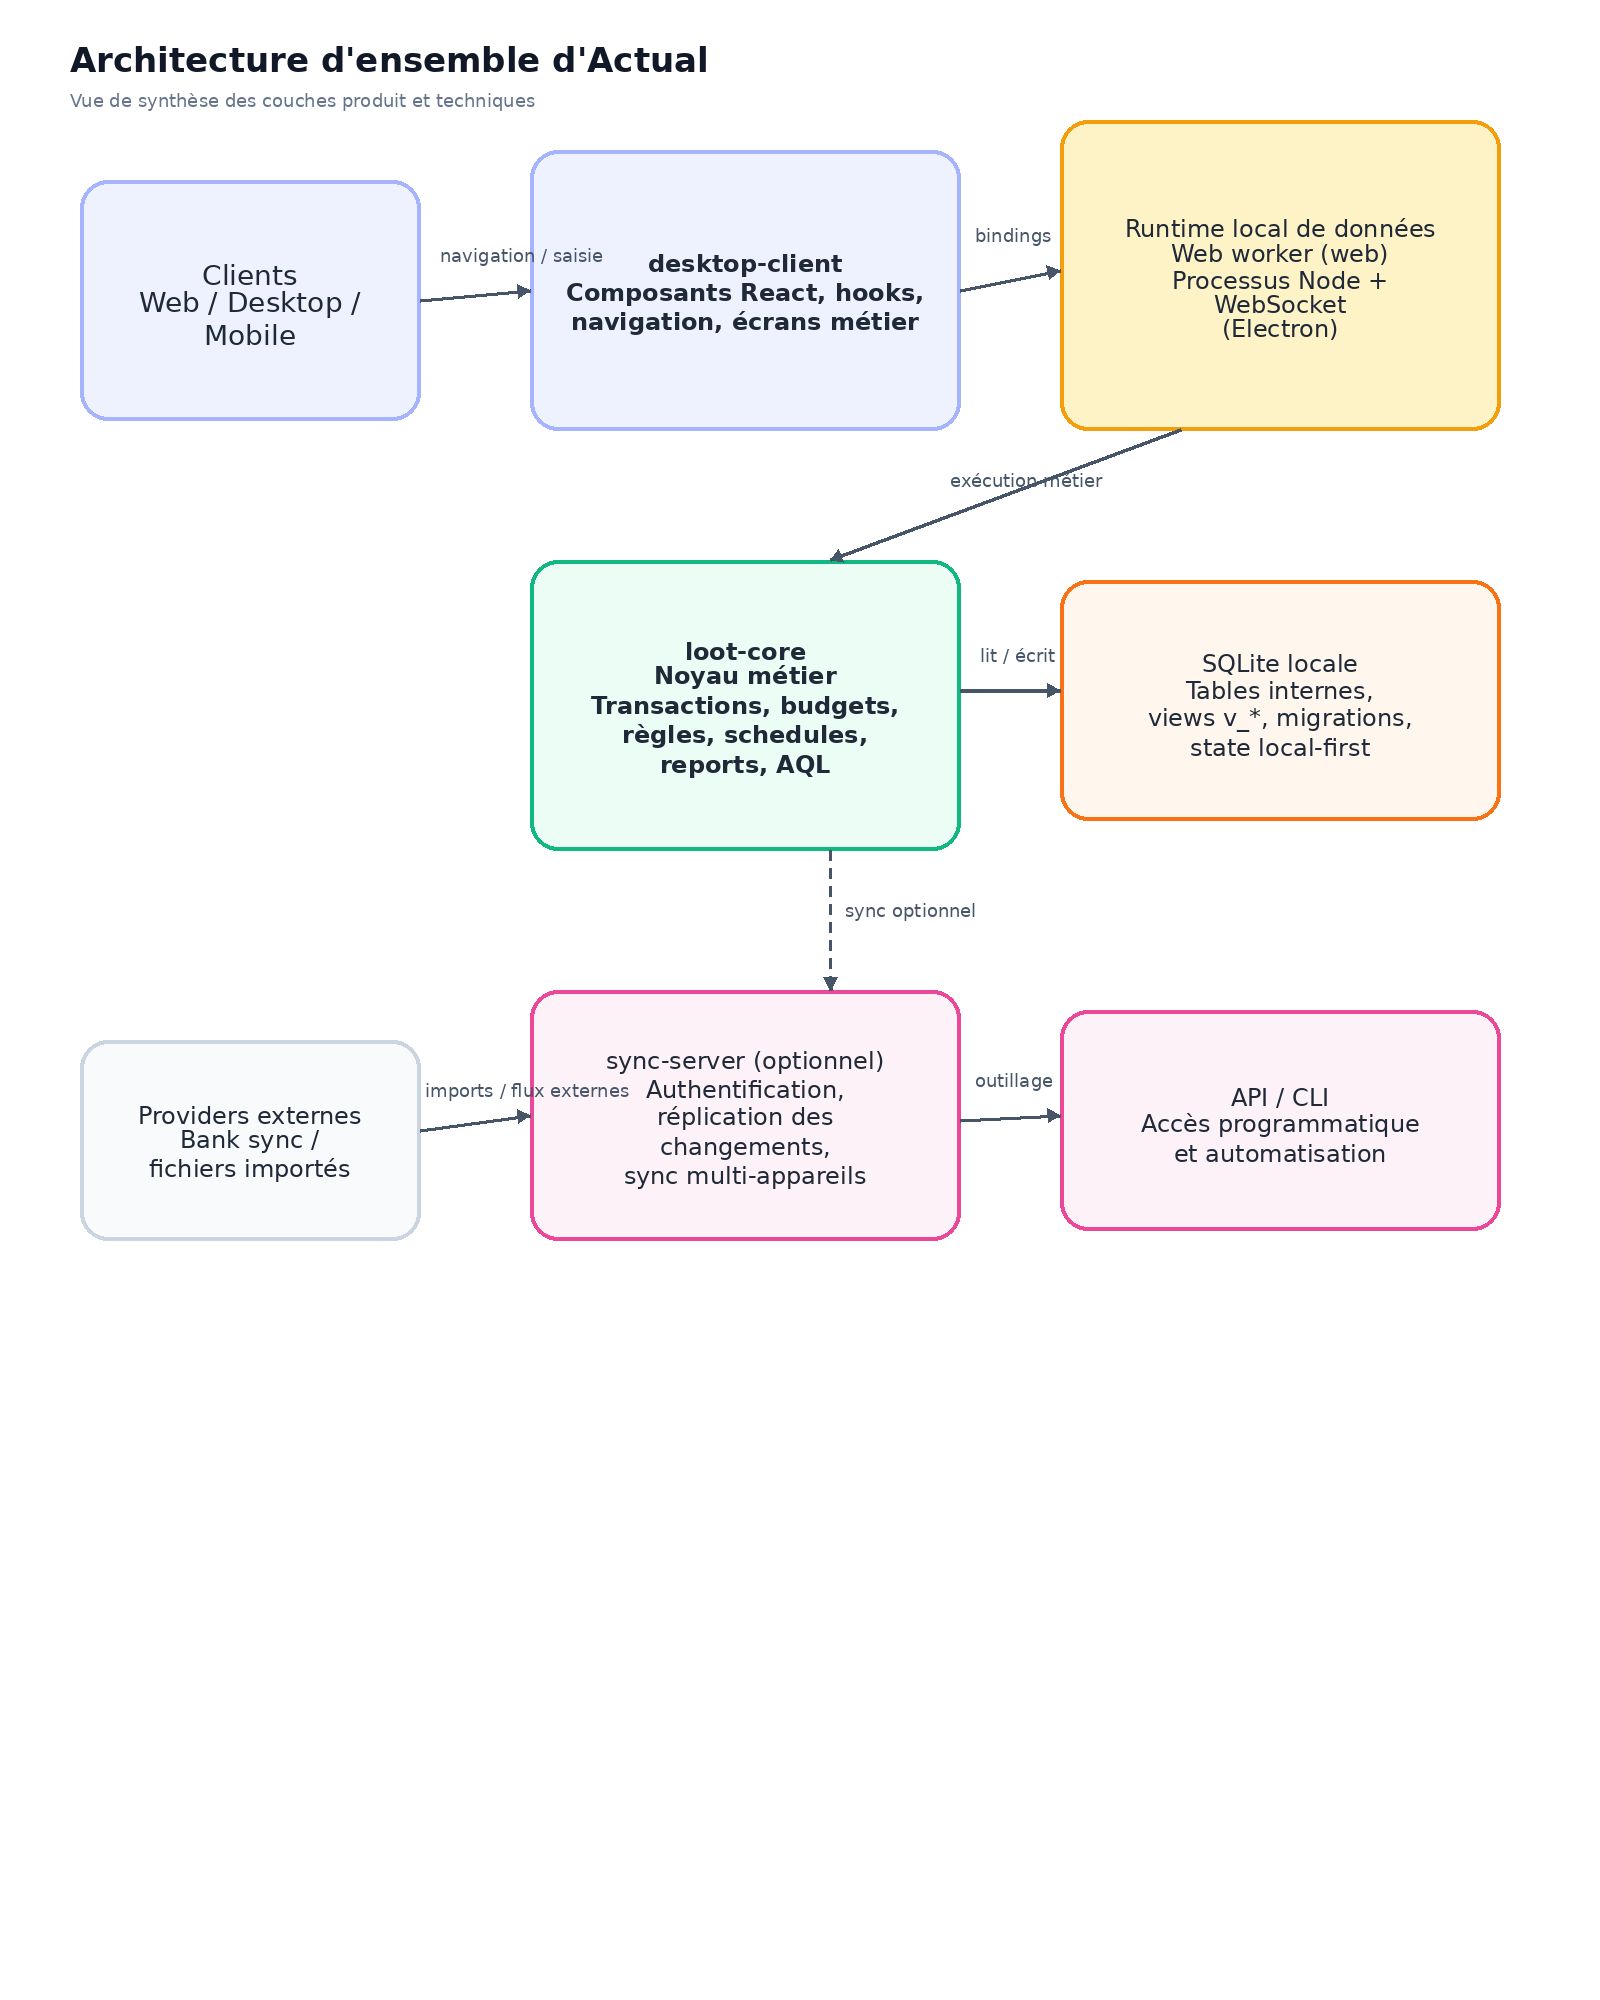 Architecture d'ensemble d'Actual
Vue de synthèse des couches produit et techniques
Clients
Web / Desktop /
Mobile
navigation / saisie
desktop-client
Composants React, hooks,
navigation, écrans métier
bindings
Runtime local de données
Web worker (web)
Processus Node +
WebSocket
(Electron)
exécution métier
loot-core
Noyau métier
Transactions, budgets,
règles, schedules,
reports, AQL
lit / écrit
SQLite locale
Tables internes,
views v_*, migrations,
state local-first
sync optionnel
Providers externes
Bank sync /
fichiers importés
imports / flux externes
sync-server (optionnel)
Authentification,
réplication des
changements,
sync multi-appareils
outillage
API / CLI
Accès programmatique
et automatisation